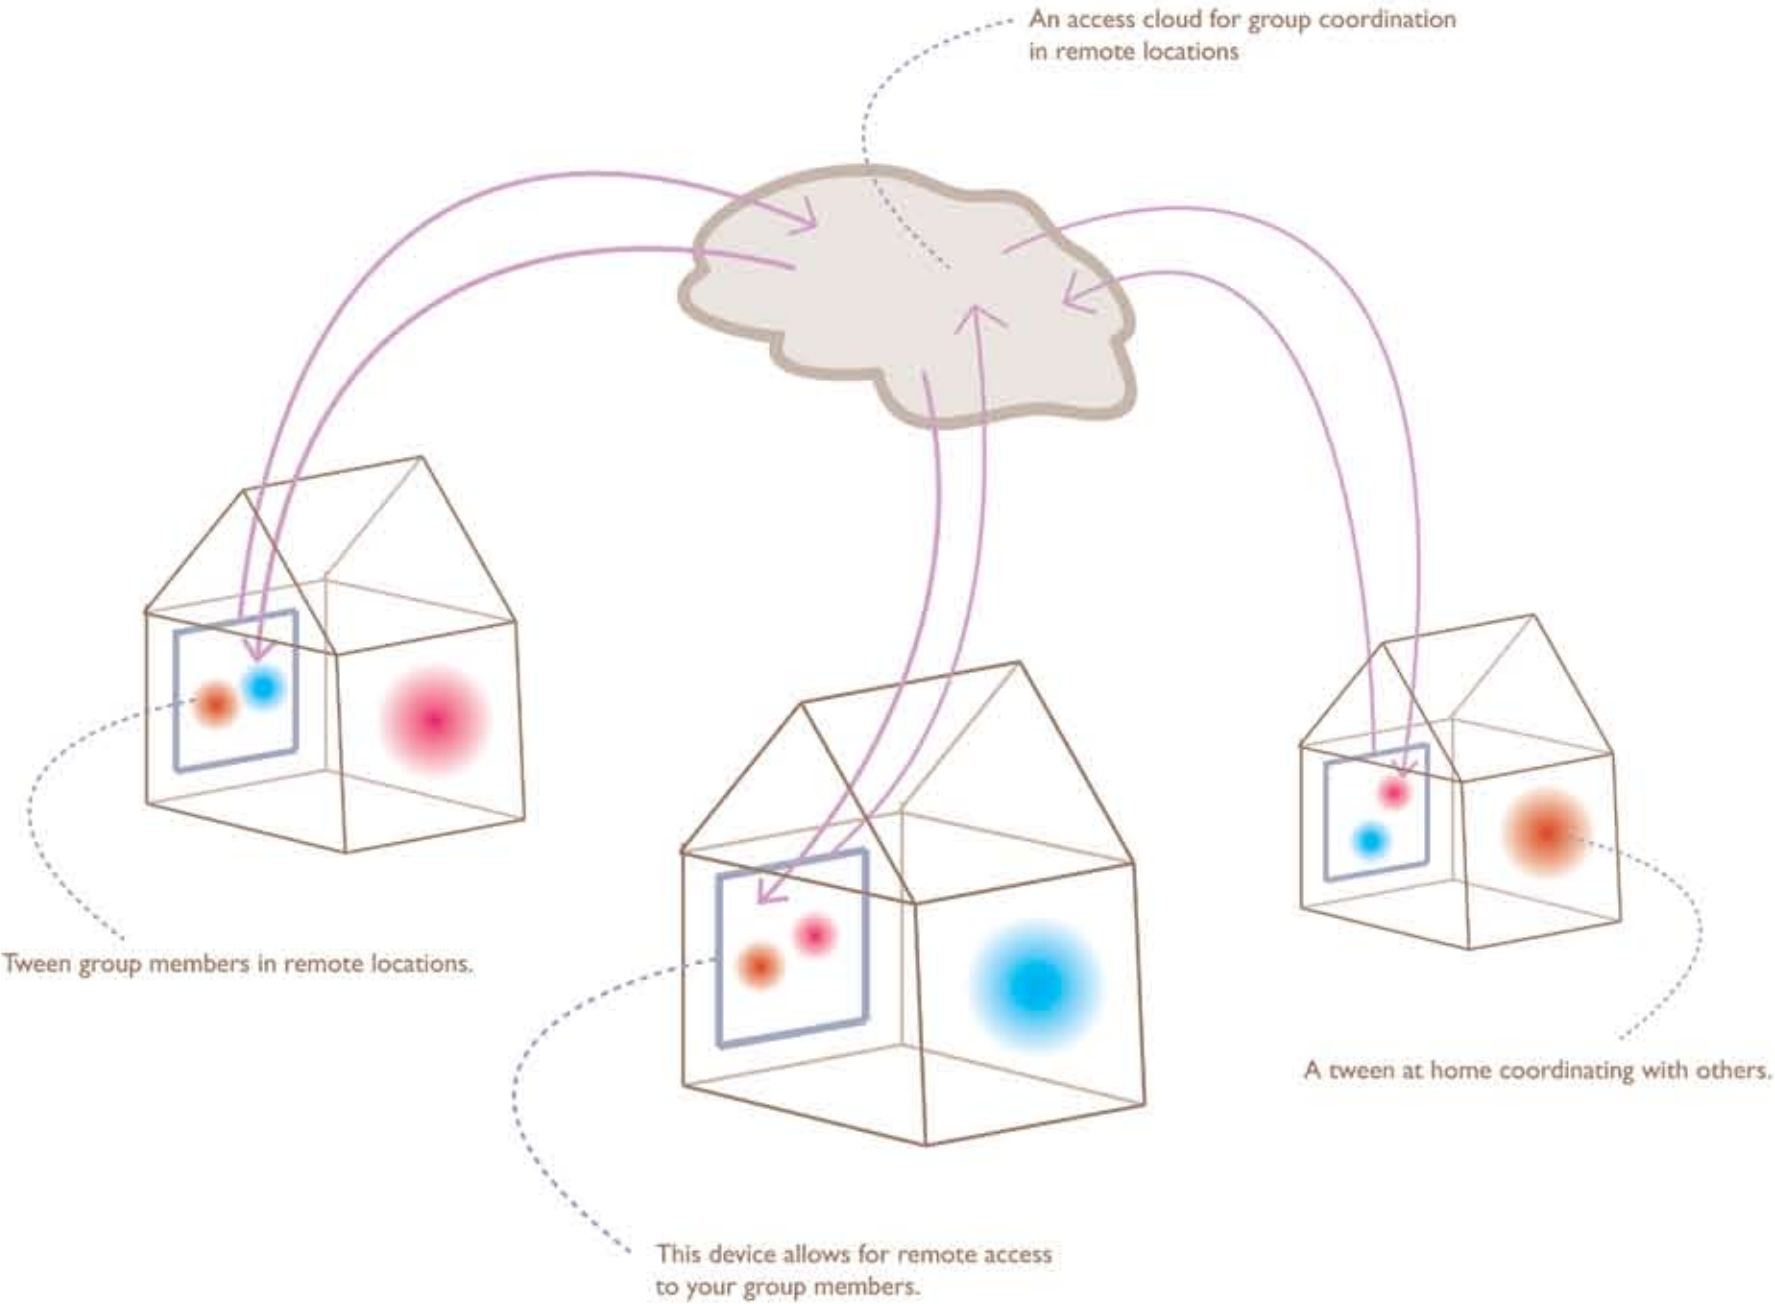 An access cloud for group coordination
in remote locations
Tween group members in remote locations.
A tween at home coordinating with others.
This device allows for remote access
to your group members.